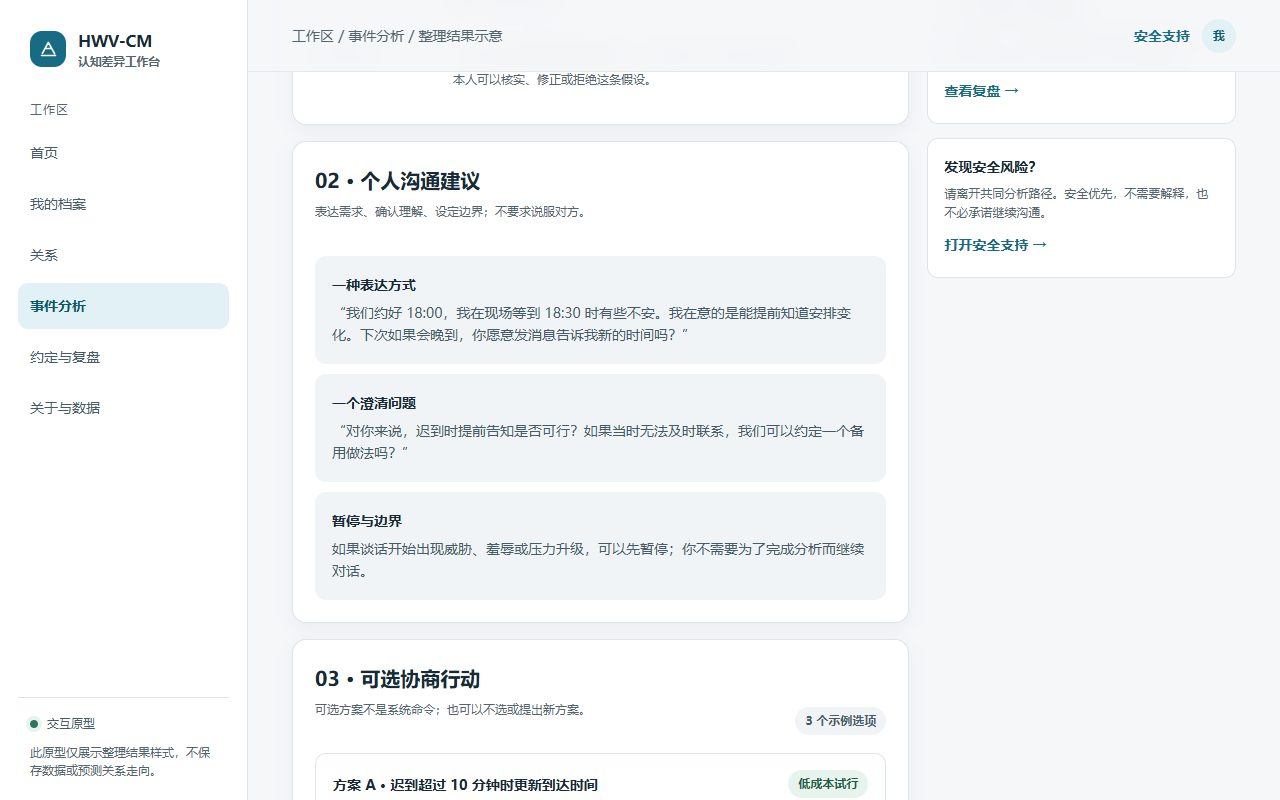 HWV-CM
认知差异工作台
工作区
首页
我的档案
关系
事件分析
约定与复盘
关于与数据
交互原型
此原型仅展示整理结果样式，不保
存数据或预测关系走向。
工作区 / 事件分析 / 整理结果示意
安全支持
我
本人可以核实、修正或拒绝这条假设。
02 • 个人沟通建议
表达需求、确认理解、设定边界；不要求说服对方。
一种表达方式
“我们约好 18:00，我在现场等到 18:30 时有些不安。我在意的是能提前知道安排变
化。下次如果会晚到，你愿意发消息告诉我新的时间吗？”
一个澄清问题
“对你来说，迟到时提前告知是否可行？如果当时无法及时联系，我们可以约定一个备
用做法吗？”
暂停与边界
如果谈话开始出现威胁、羞辱或压力升级，可以先暂停；你不需要为了完成分析而继续
对话。
03 • 可选协商行动
可选方案不是系统命令；也可以不选或提出新方案。
3 个示例选项
方案 A • 迟到超过 10 分钟时更新到达时间
低成本试行
查看复盘 →
发现安全风险？
请离开共同分析路径。安全优先，不需要解释，也
不必承诺继续沟通。
打开安全支持 →